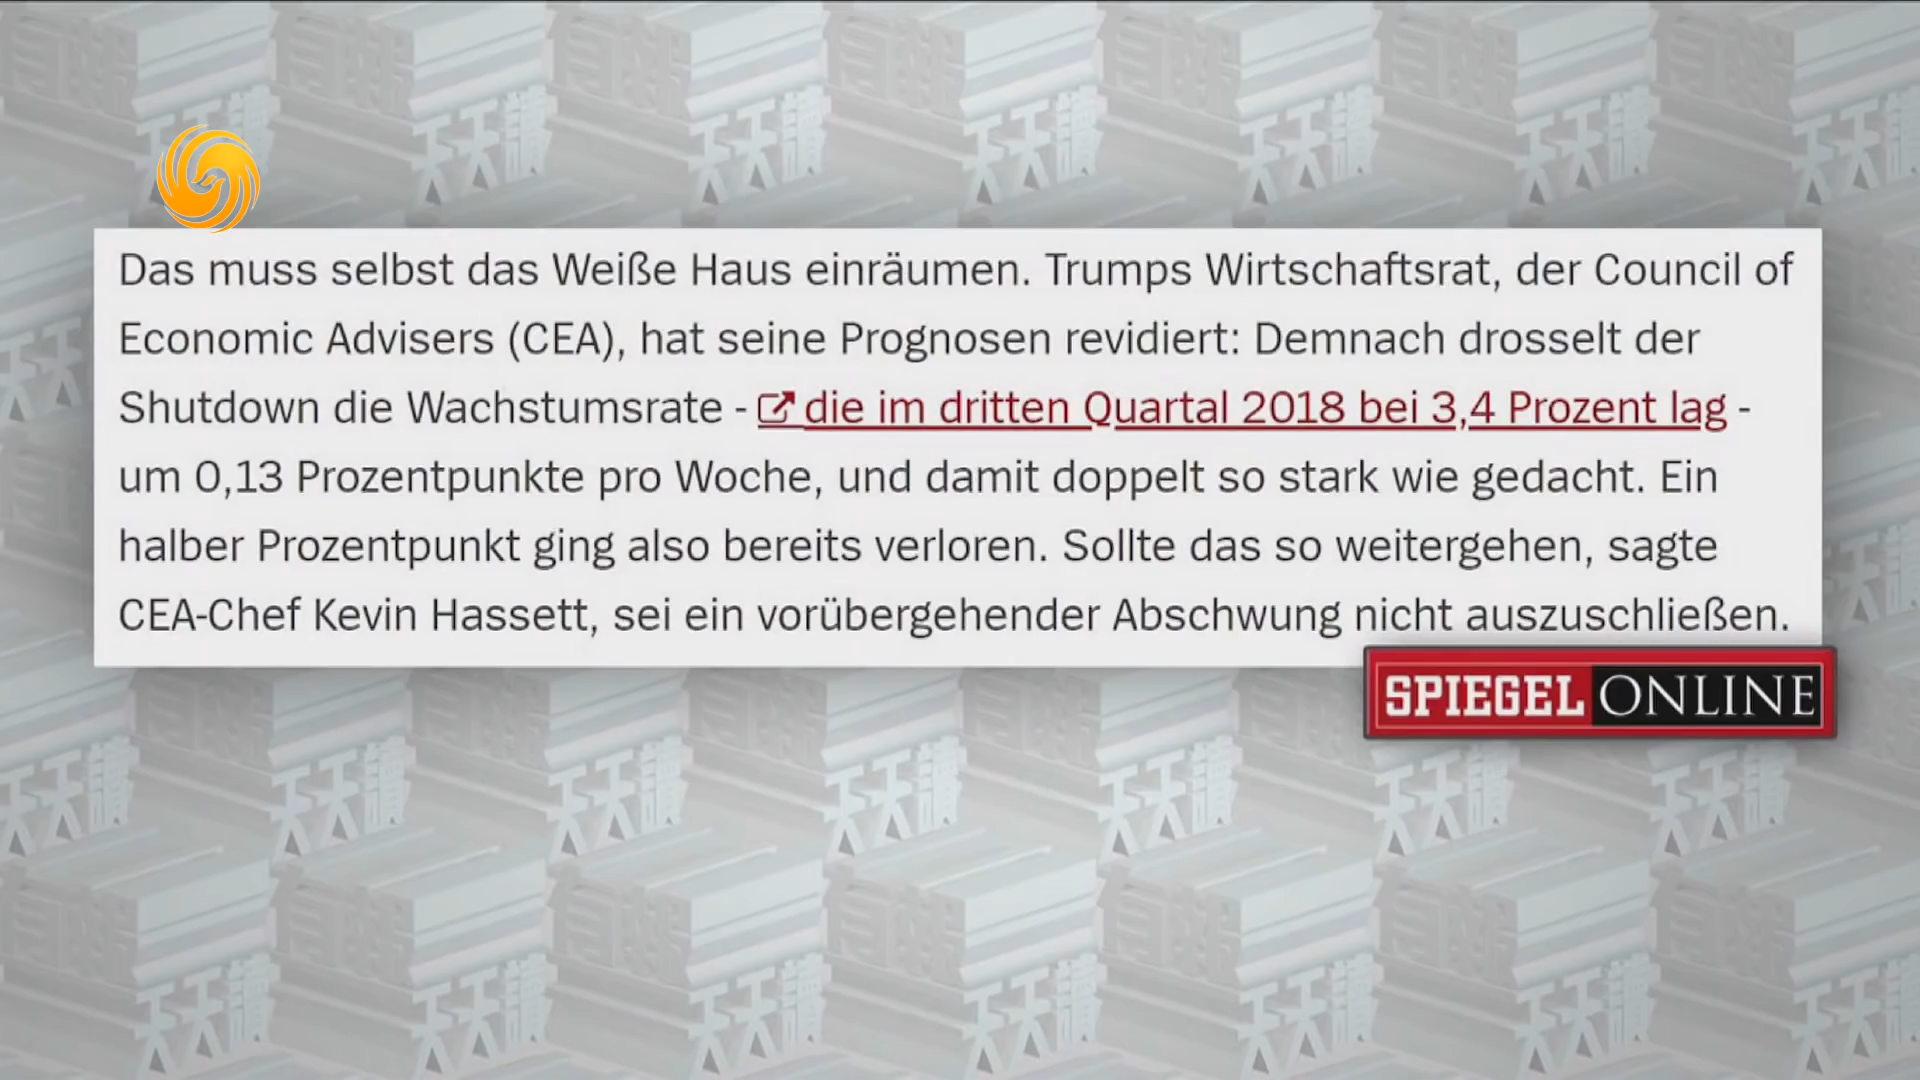 Das muss selbst das Weiße Haus einräumen. Trumps Wirtschaftsrat, der Council of
Economic Advisers (CEA), hat seine Prognosen revidiert: Demnach drosselt der
Shutdown die Wachstumsrate - die im dritten Quartal 2018 bei 3,4 Prozent lag -
um 0,13 Prozentpunkte pro Woche, und damit doppelt so stark wie gedacht. Ein
halber Prozentpunkt ging also bereits verloren. Sollte das so weitergehen, sagte
CEA-Chef Kevin Hassett, sei ein vorübergehender Abschwung nicht auszuschließen.
SPIEGEL ONLINE
天天讀